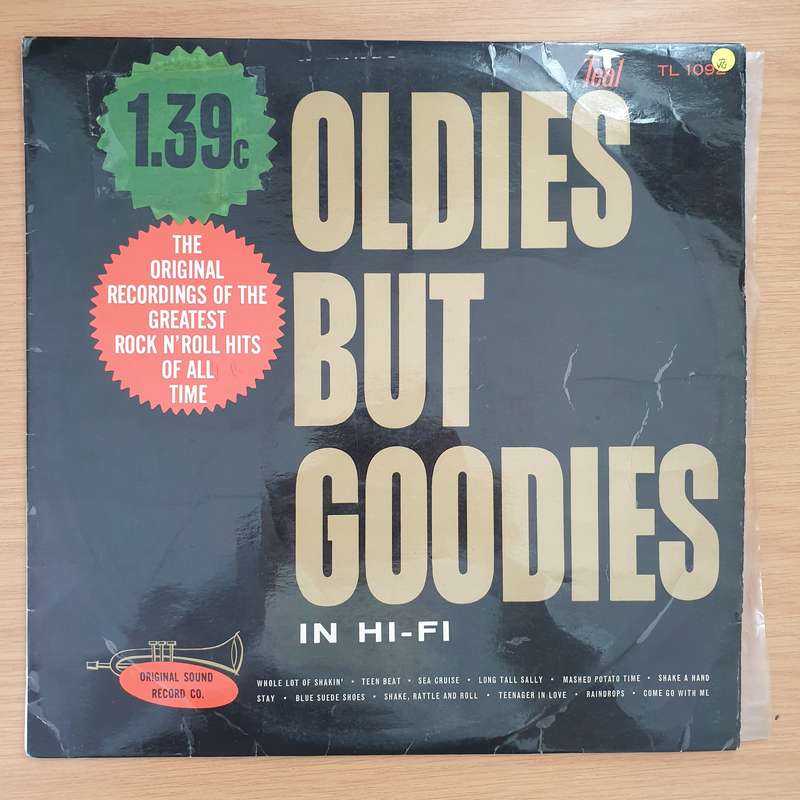 Teal
TL 1092
VG
1.39c
OLDIES
BUT
GOODIES
IN HI-FI
THE
ORIGINAL
RECORDINGS OF THE
GREATEST
ROCK N' ROLL HITS
OF ALL
TIME
ORIGINAL SOUND
RECORD CO.
WHOLE LOT OF SHAKIN' • TEEN BEAT • SEA CRUISE • LONG TALL SALLY • MASHED POTATO TIME • SHAKE A HAND
STAY • BLUE SUEDE SHOES • SHAKE, RATTLE AND ROLL • TEENAGER IN LOVE • RAINDROPS • COME GO WITH ME